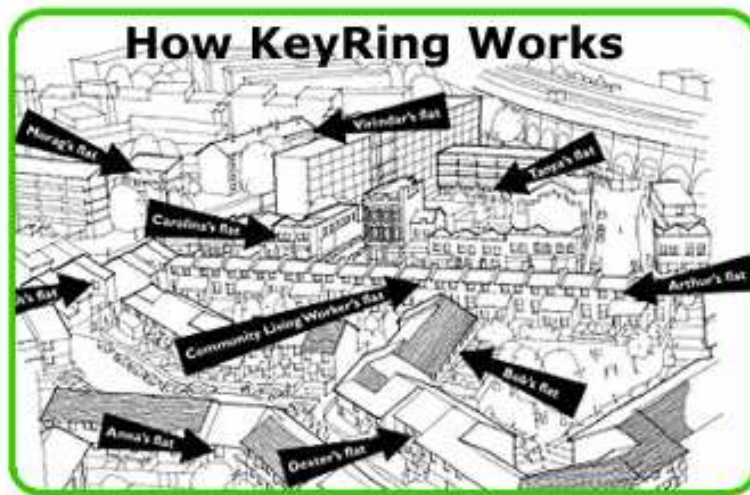 How KeyRing Works
Virindar's flat
Morag's flat
Tanya's flat
Carolina's flat
flat
Arthur's flat
Community Living Worker's flat
Bob's flat
Anna's flat
Dexter's flat